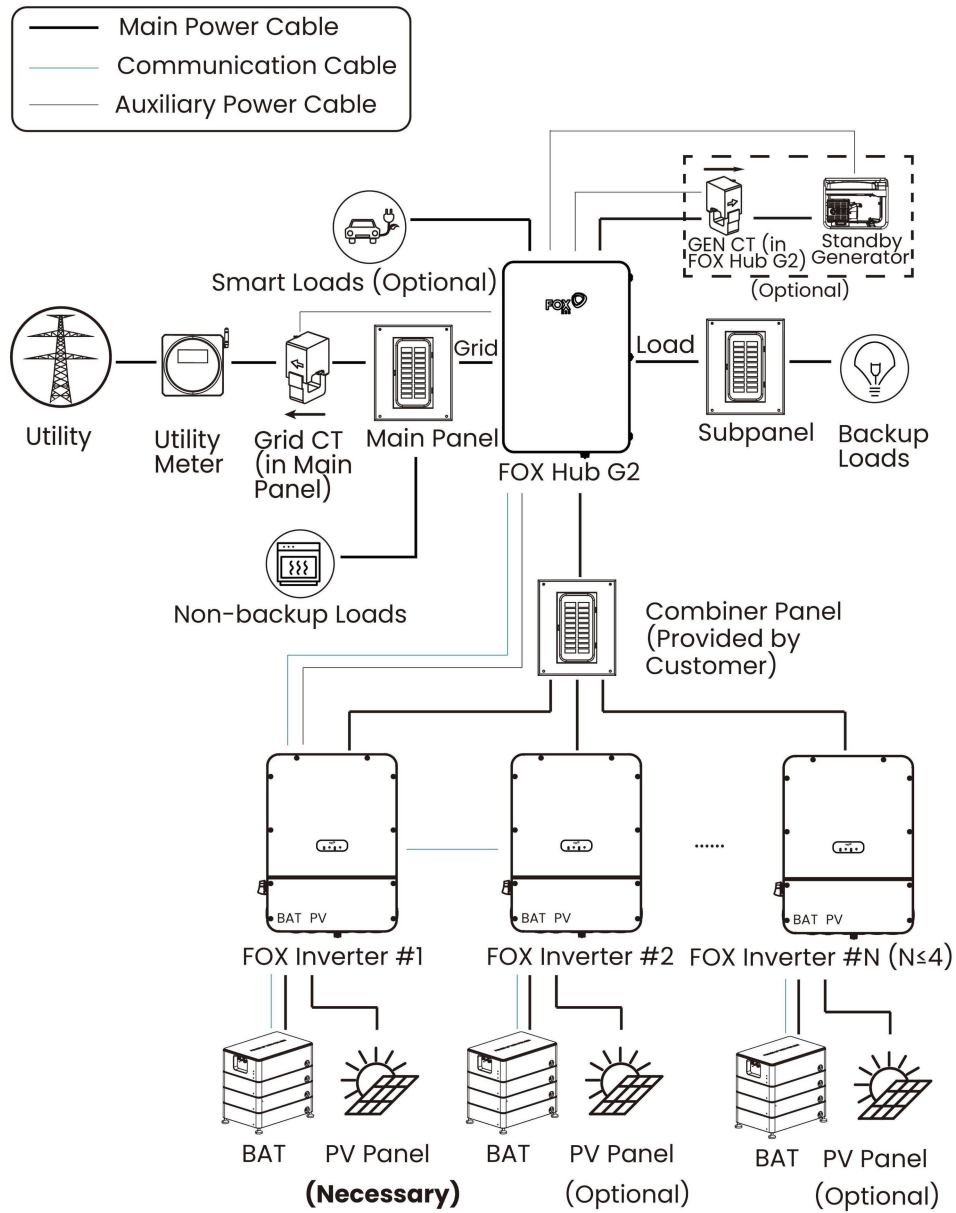 Main Power Cable
Communication Cable
Auxiliary Power Cable
GEN CT (in
FOX Hub G2)
Standby
Generator
(Optional)
Smart Loads (Optional)
FOX
Grid
Load
Utility
Utility
Meter
Grid CT
(in Main
Panel)
Main Panel
FOX Hub G2
Subpanel
Backup
Loads
Non-backup Loads
Combiner Panel
(Provided by
Customer)
......
BAT PV
BAT PV
BAT PV
FOX Inverter #1
FOX Inverter #2
FOX Inverter #N (N≤4)
BAT
PV Panel
(Necessary)
BAT
PV Panel
(Optional)
BAT
PV Panel
(Optional)